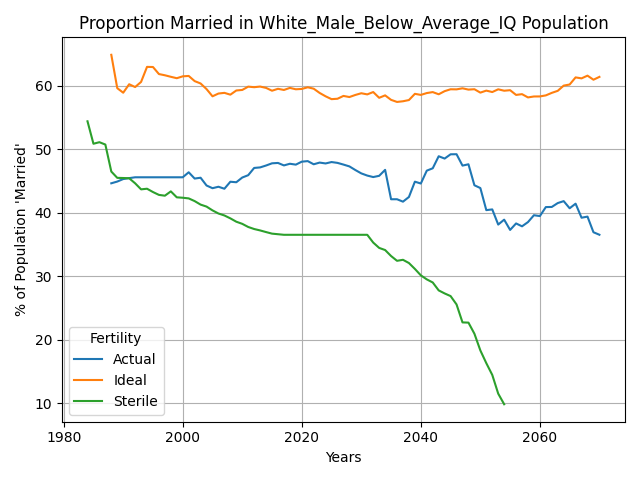 Proportion Married in White_Male_Below_Average_IQ Population
% of Population 'Married'
60
50
40
30
20
10
Fertility
Actual
Ideal
Sterile
1980
2000
2020
2040
2060
Years